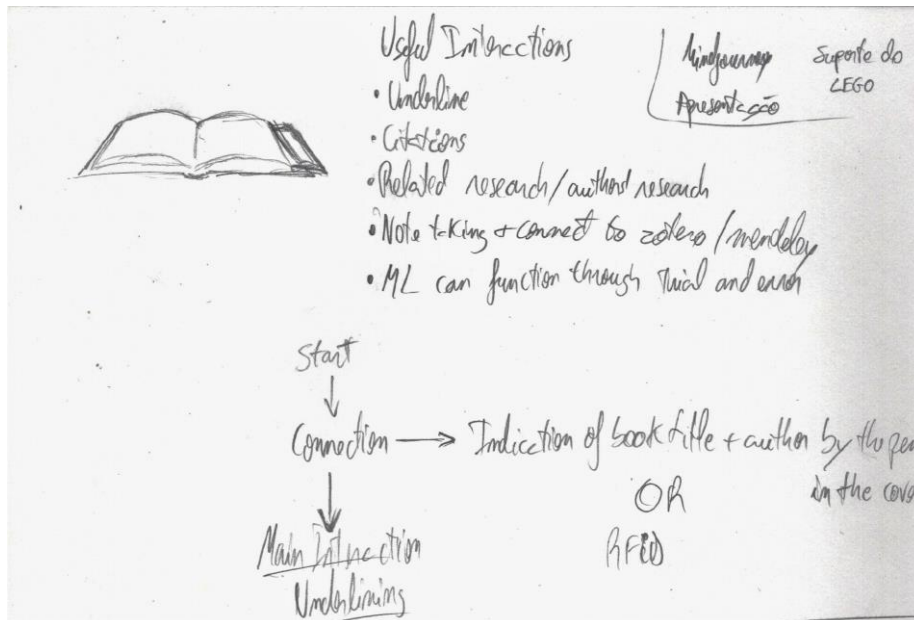 Useful Interactions
• Underline
• Citations
• Related research/authors research
• Note taking + connect to zotero/mendeley
• ML can function through trial and error
Midjourney
Apresentação
Suporte do
LEGO
Start
Connection → Indication of book title + author by the pen
in the cove
OR
RFID
Main Interaction
Underlining